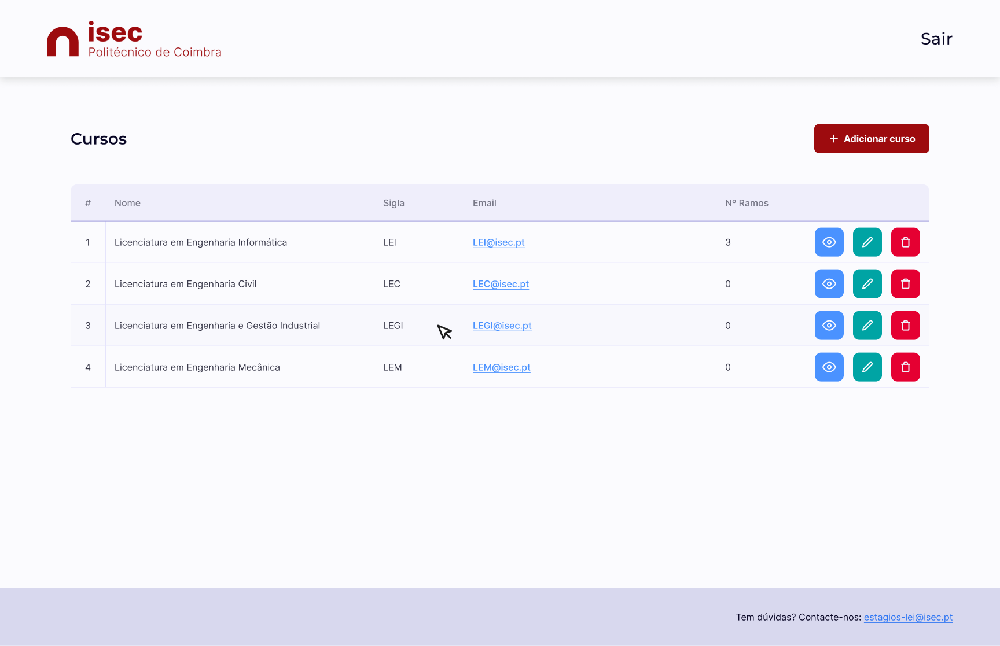 isec
Politécnico de Coimbra
Sair
Cursos
+ Adicionar curso
# Nome Sigla Email Nº Ramos
1 Licenciatura em Engenharia Informática LEI LEI@isec.pt 3
2 Licenciatura em Engenharia Civil LEC LEC@isec.pt 0
3 Licenciatura em Engenharia e Gestão Industrial LEGI LEGI@isec.pt 0
4 Licenciatura em Engenharia Mecânica LEM LEM@isec.pt 0
Tem dúvidas? Contacte-nos: estagios-lei@isec.pt